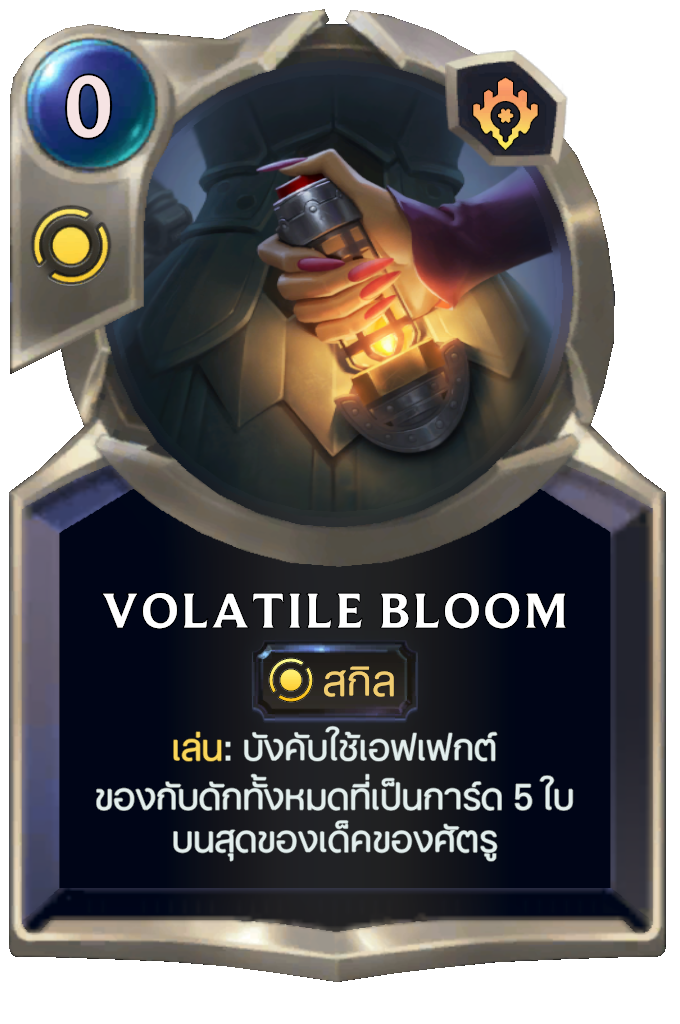 0
VOLATILE BLOOM
สกิล
เล่น: บังคับใช้เอฟเฟกต์
ของกับดักทั้งหมดที่เป็นการ์ด 5 ใบ
บนสุดของเด็คของศัตรู